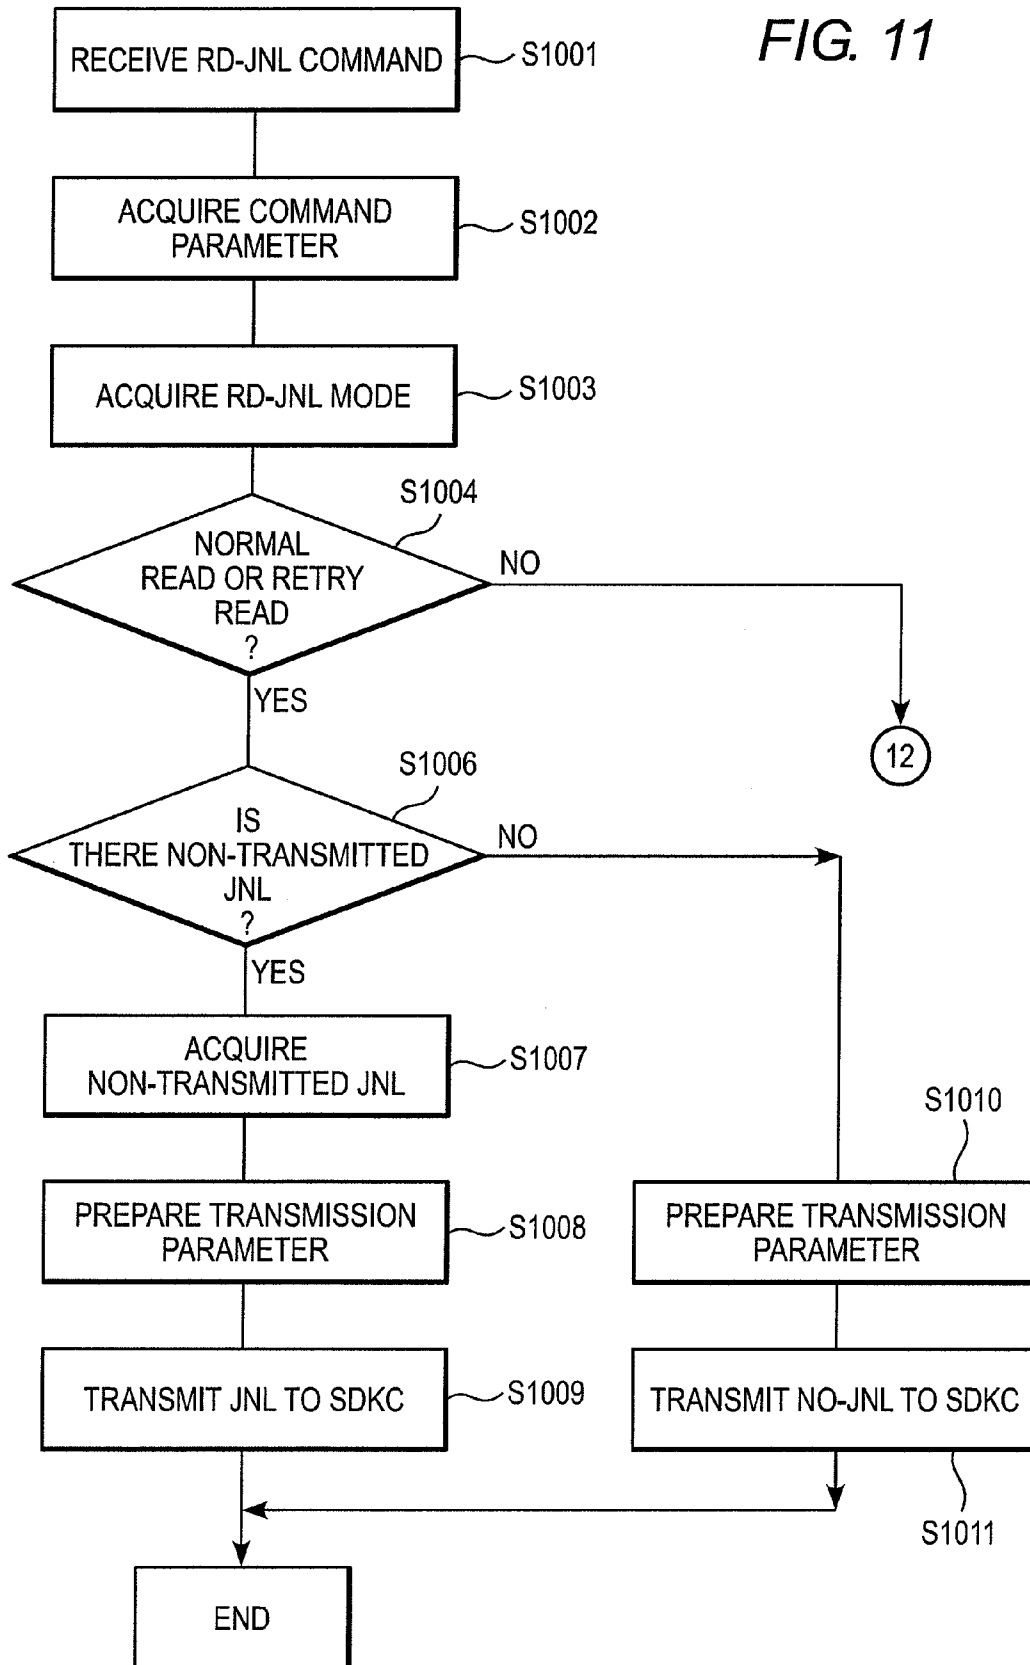 FIG. 11
RECEIVE RD-JNL COMMAND
S1001
ACQUIRE COMMAND
PARAMETER
S1002
ACQUIRE RD-JNL MODE
S1003
S1004
NORMAL
READ OR RETRY
READ
?
NO
YES
12
S1006
IS
THERE NON-TRANSMITTED
JNL
?
NO
YES
ACQUIRE
NON-TRANSMITTED JNL
S1007
S1010
PREPARE TRANSMISSION
PARAMETER
S1008
PREPARE TRANSMISSION
PARAMETER
TRANSMIT JNL TO SDKC
S1009
TRANSMIT NO-JNL TO SDKC
S1011
END